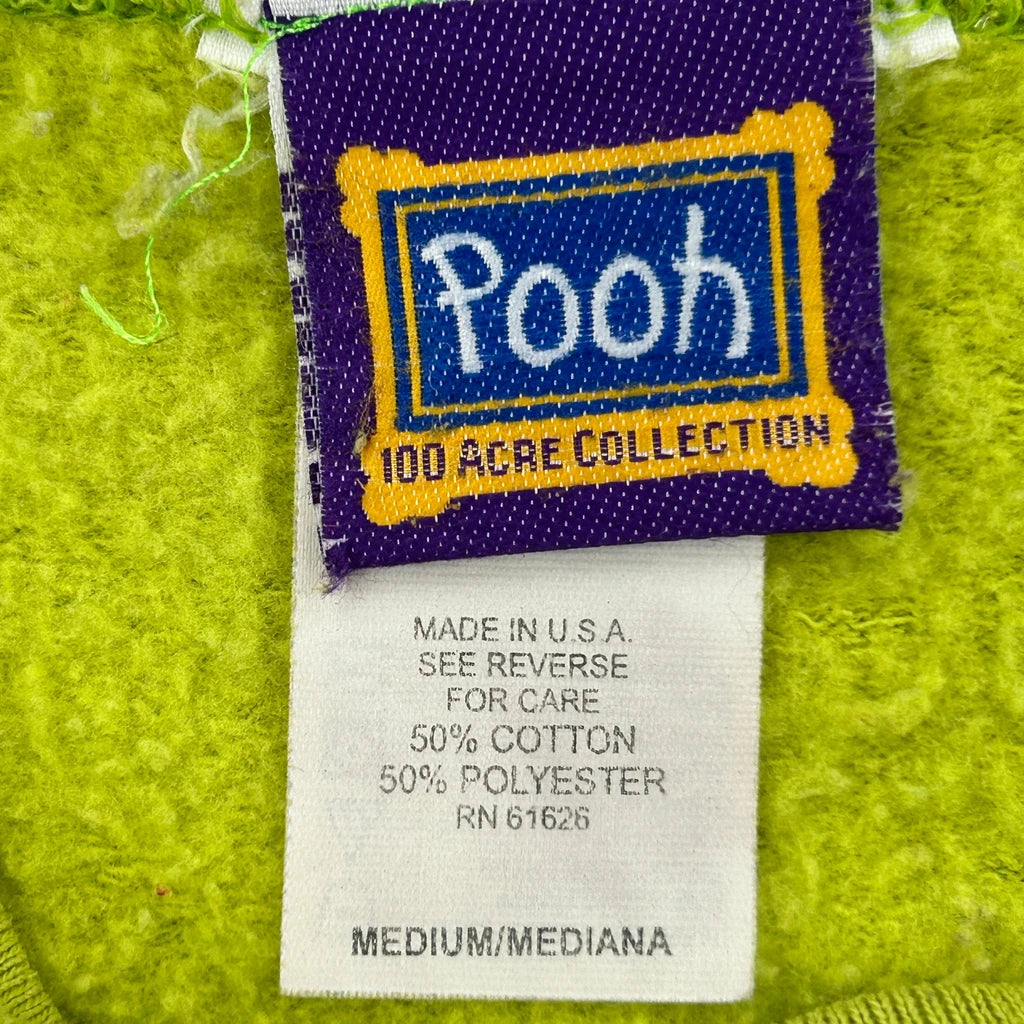 Pooh
100 ACRE COLLECTION
MADE IN U.S.A.
SEE REVERSE
FOR CARE
50% COTTON
50% POLYESTER
RN 61626
MEDIUM/MEDIANA